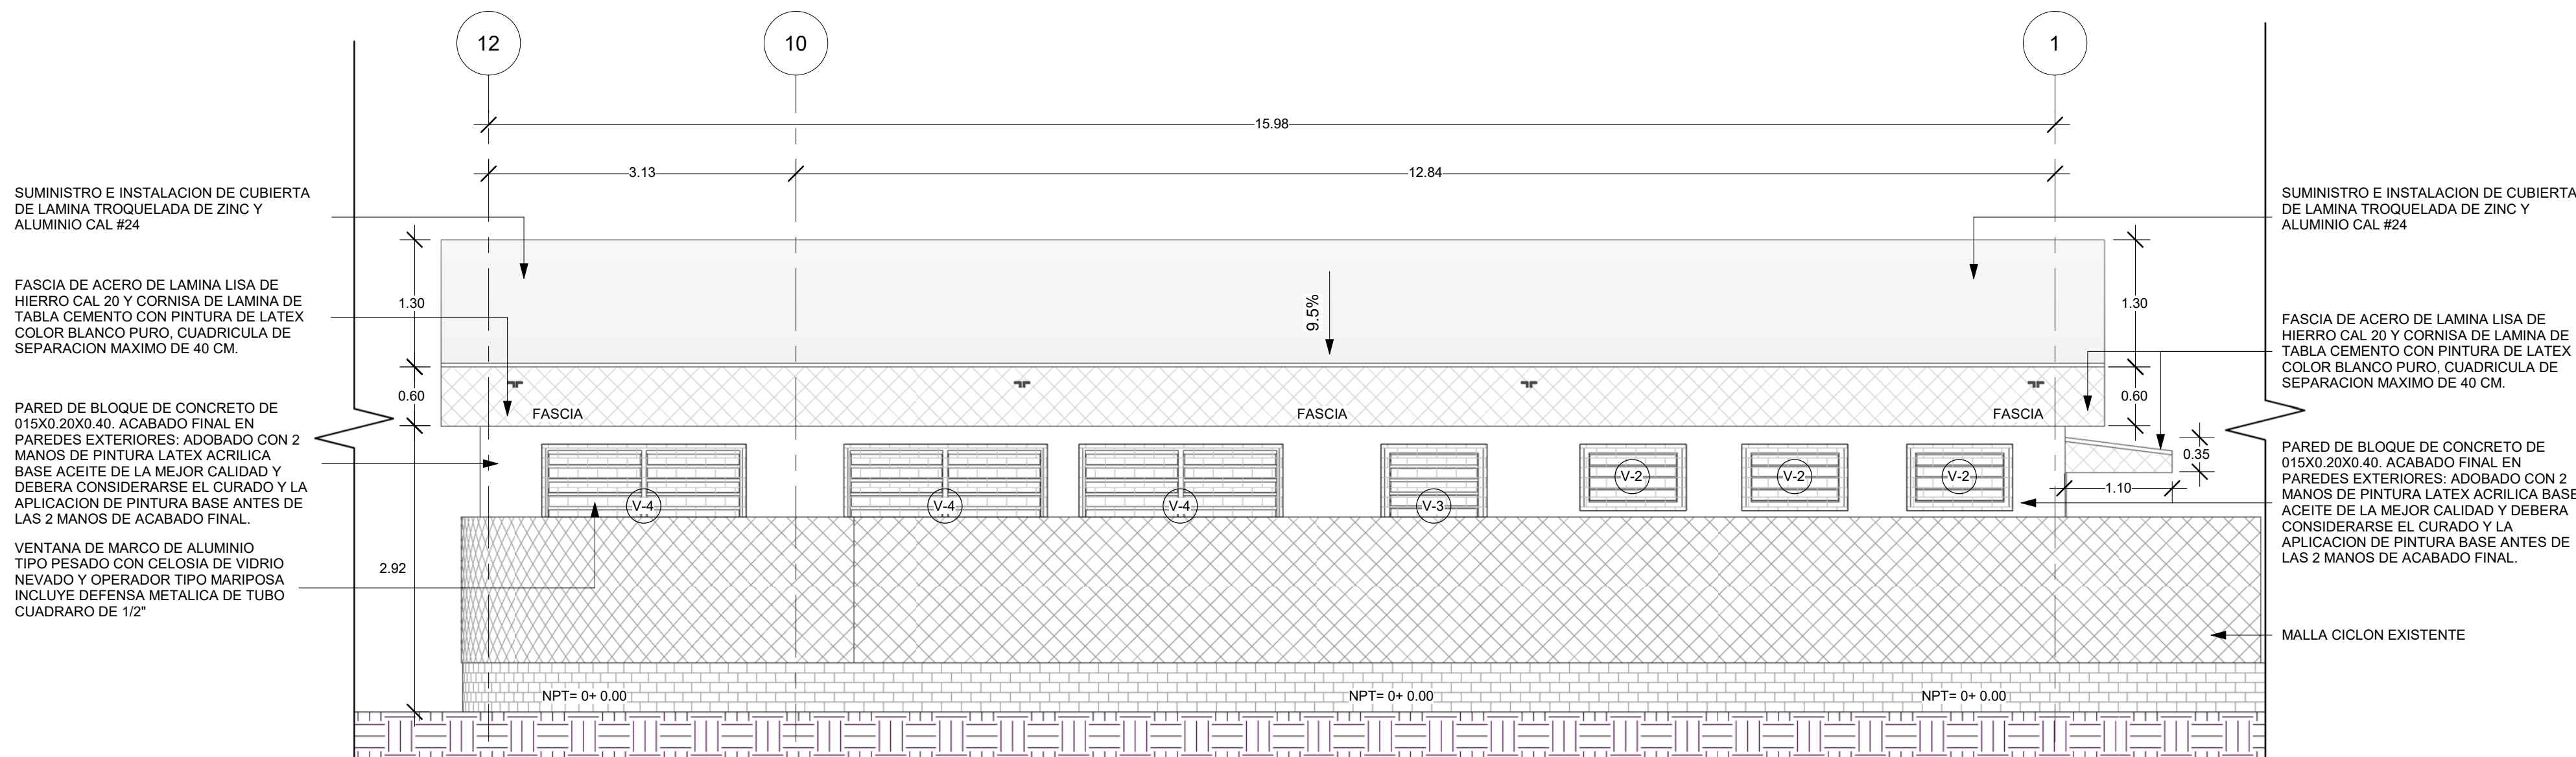 12
10
1
15.98
3.13
12.84
SUMINISTRO E INSTALACION DE CUBIERTA
DE LAMINA TROQUELADA DE ZINC Y
ALUMINIO CAL #24
FASCIA DE ACERO DE LAMINA LISA DE
HIERRO CAL 20 Y CORNISA DE LAMINA DE
TABLA CEMENTO CON PINTURA DE LATEX
COLOR BLANCO PURO, CUADRICULA DE
SEPARACION MAXIMO DE 40 CM.
PARED DE BLOQUE DE CONCRETO DE
015X0.20X0.40. ACABADO FINAL EN
PAREDES EXTERIORES: ADOBADO CON 2
MANOS DE PINTURA LATEX ACRILICA
BASE ACEITE DE LA MEJOR CALIDAD Y
DEBERA CONSIDERARSE EL CURADO Y LA
APLICACION DE PINTURA BASE ANTES DE
LAS 2 MANOS DE ACABADO FINAL.
VENTANA DE MARCO DE ALUMINIO
TIPO PESADO CON CELOSIA DE VIDRIO
NEVADO Y OPERADOR TIPO MARIPOSA
INCLUYE DEFENSA METALICA DE TUBO
CUADRARO DE 1/2"
1.30
0.60
2.92
9.5%
FASCIA
FASCIA
FASCIA
V-4
V-4
V-4
V-3
V-2
V-2
V-2
NPT= 0+ 0.00
NPT= 0+ 0.00
NPT= 0+ 0.00
1.30
0.60
0.35
1.10
SUMINISTRO E INSTALACION DE CUBIERTA
DE LAMINA TROQUELADA DE ZINC Y
ALUMINIO CAL #24
FASCIA DE ACERO DE LAMINA LISA DE
HIERRO CAL 20 Y CORNISA DE LAMINA DE
TABLA CEMENTO CON PINTURA DE LATEX
COLOR BLANCO PURO, CUADRICULA DE
SEPARACION MAXIMO DE 40 CM.
PARED DE BLOQUE DE CONCRETO DE
015X0.20X0.40. ACABADO FINAL EN
PAREDES EXTERIORES: ADOBADO CON 2
MANOS DE PINTURA LATEX ACRILICA BASE
ACEITE DE LA MEJOR CALIDAD Y DEBERA
CONSIDERARSE EL CURADO Y LA
APLICACION DE PINTURA BASE ANTES DE
LAS 2 MANOS DE ACABADO FINAL.
MALLA CICLON EXISTENTE